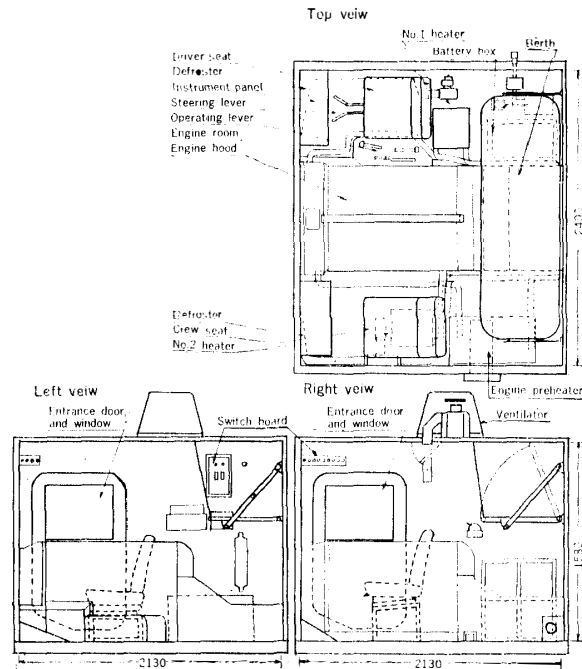 Top veiw
No.1 heater
Battery box
Berth
Driver seat
Defroster
Instrument panel
Steering lever
Operating lever
Engine room
Engine hood
2400
Defroster
Crew seat
No.2 heater
Engine preheater
Left veiw
Right veiw
Entrance door
and window
Switch board
Entrance door
and window
Ventilator
1580
2130
2130